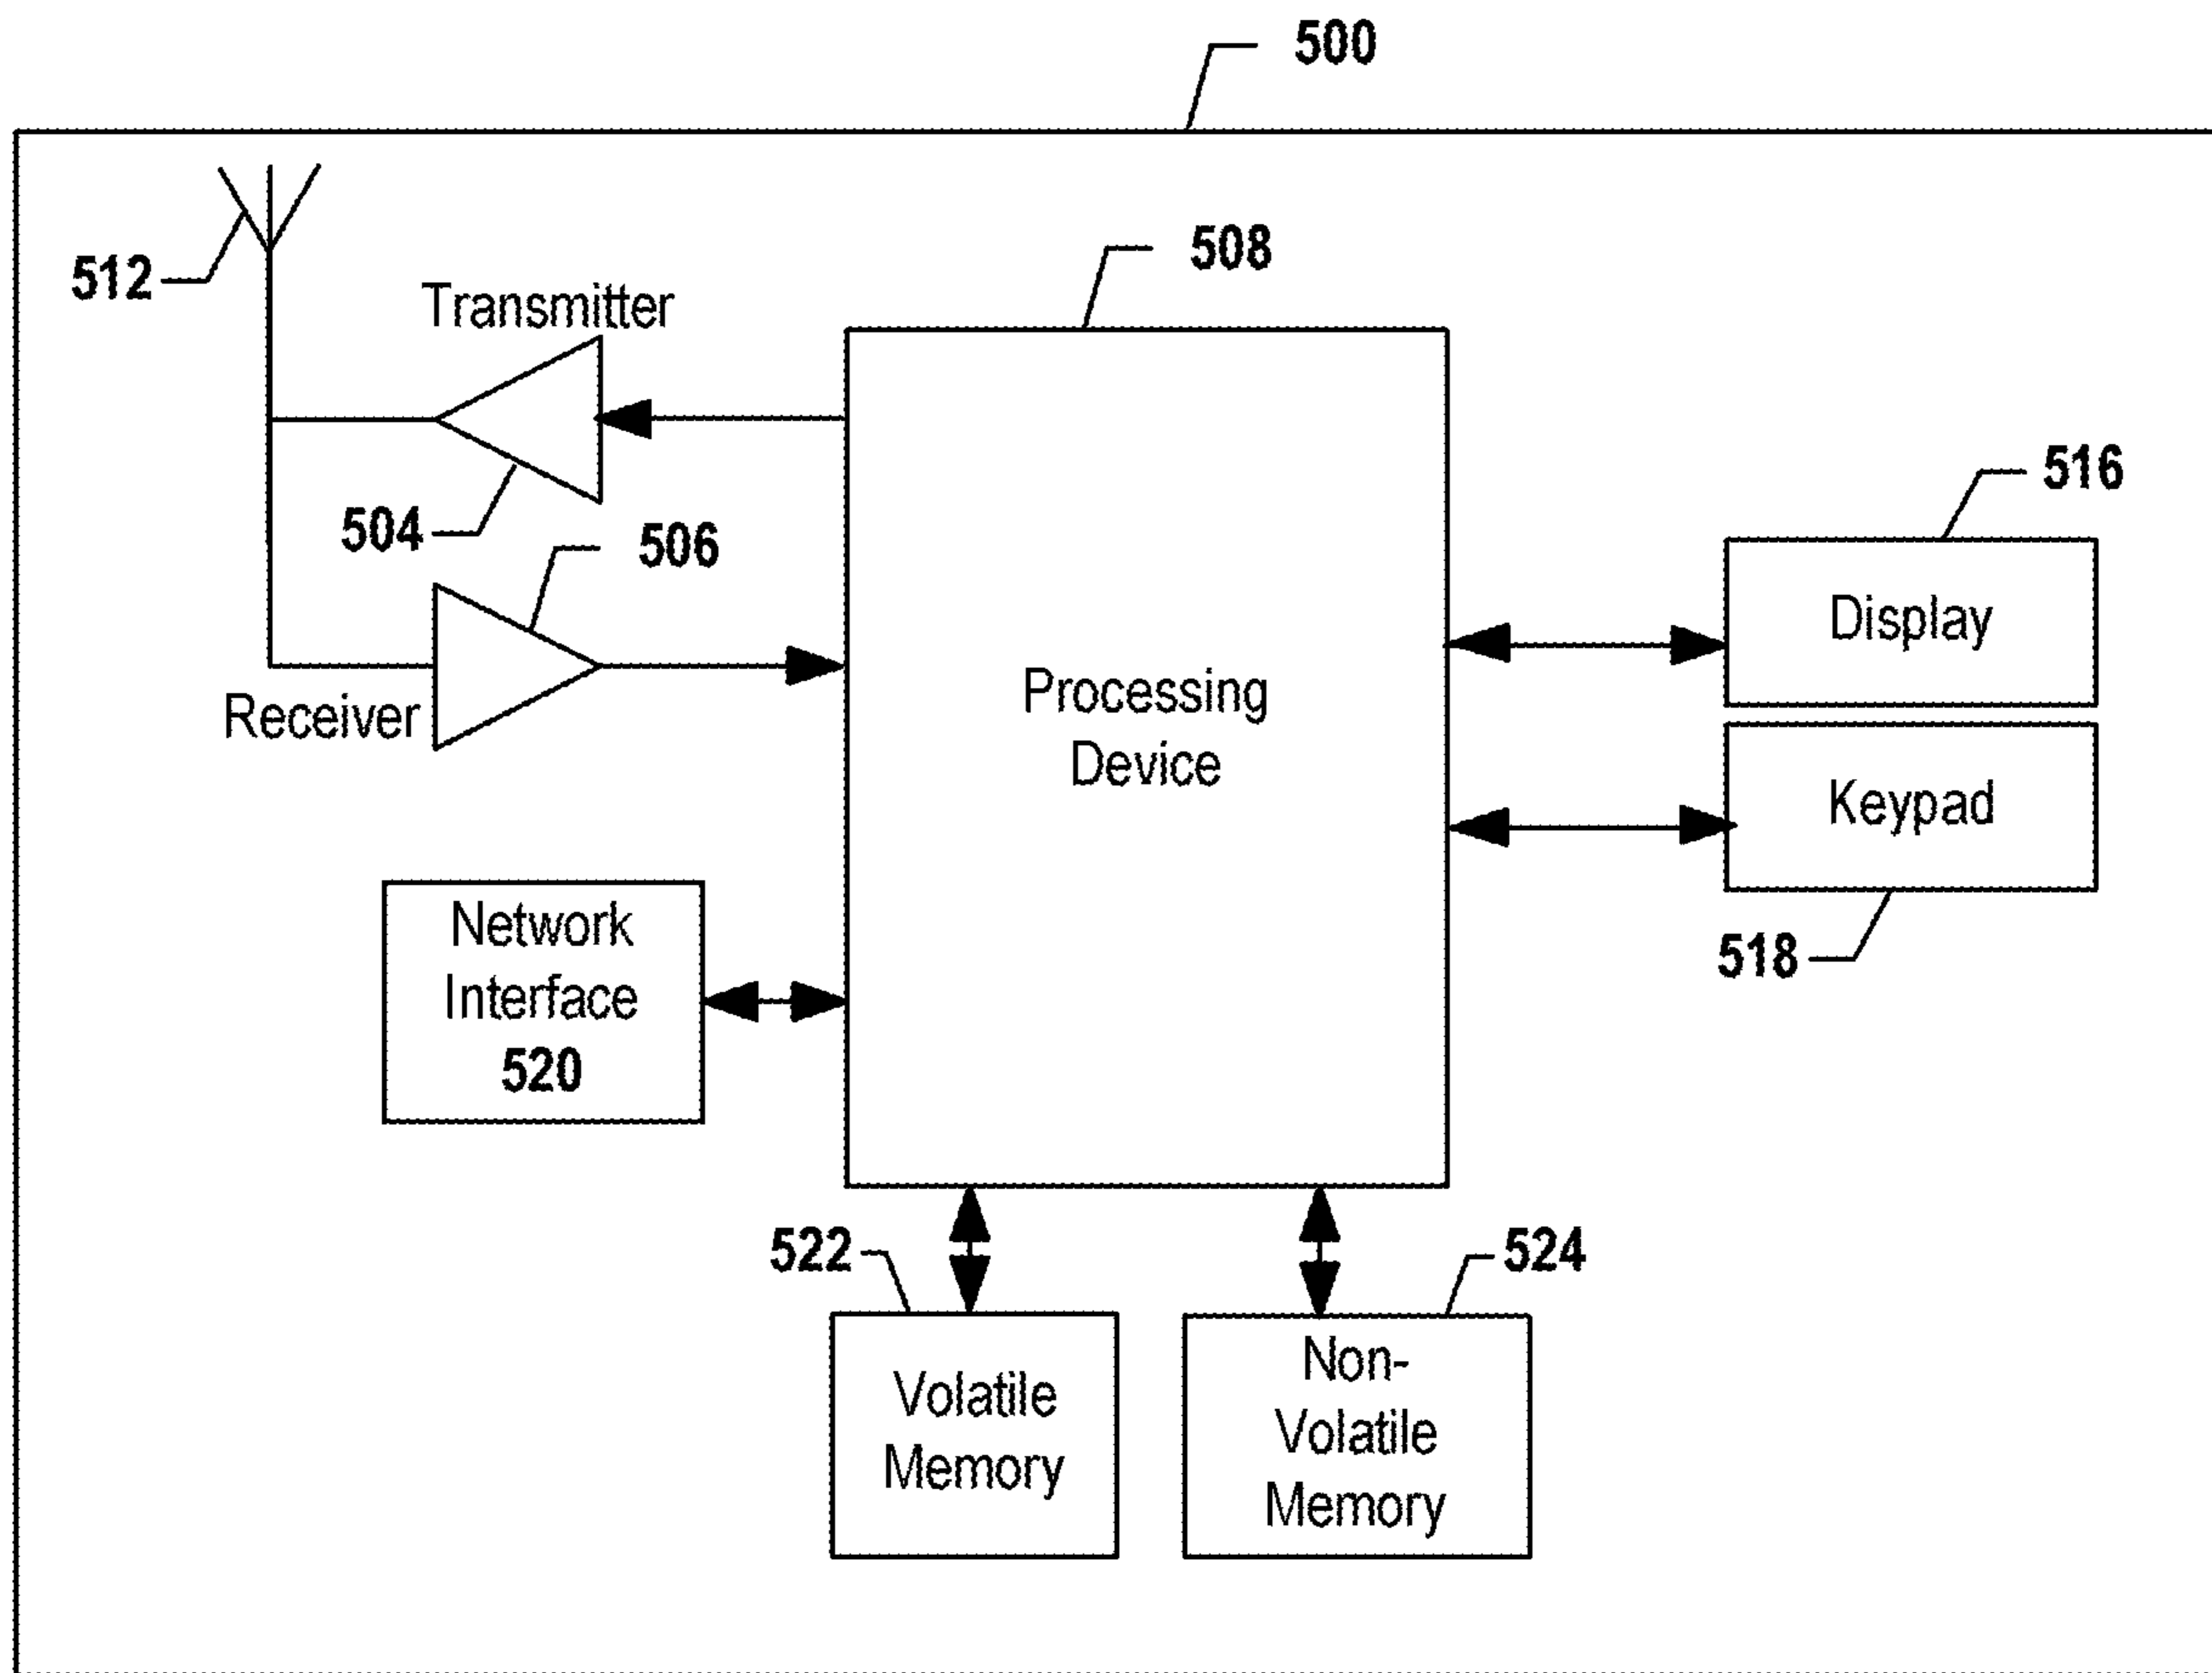 500
512
508
Transmitter
504
506
516
Display
Receiver
Processing
Device
Keypad
518
Network
Interface
520
522
524
Volatile
Memory
Non-
Volatile
Memory